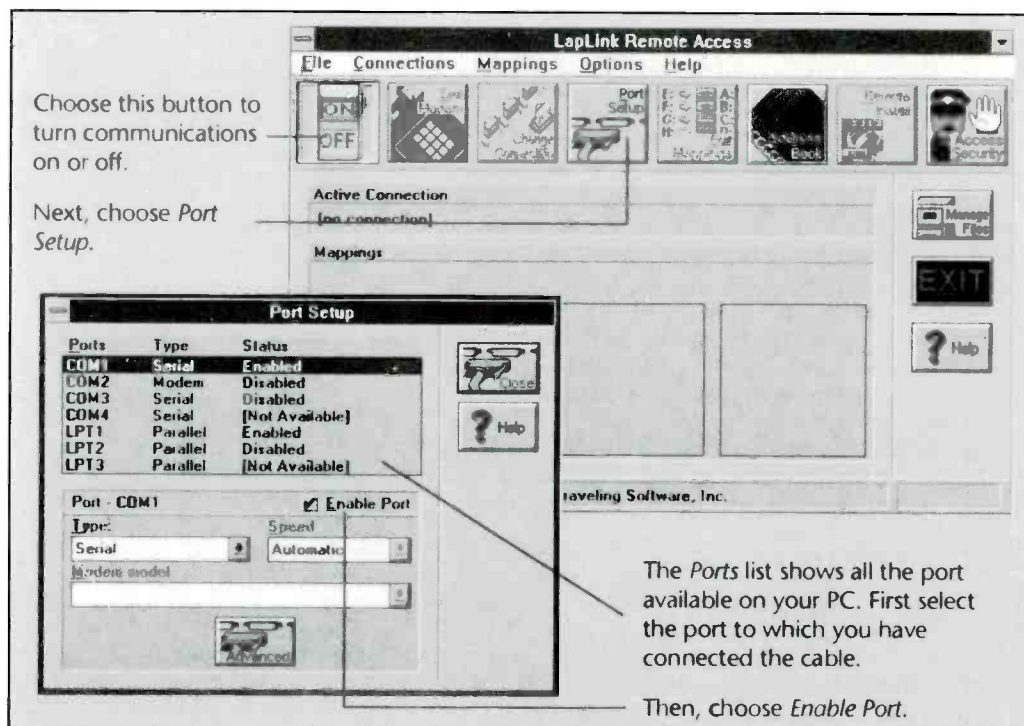 LapLink Remote Access
File Connections Mappings Options Help
ON
OFF
Port
Setup
Change
Address
Book
Access
Security
Choose this button to
turn communications
on or off.
Next, choose Port
Setup.
Active Connection
[no connection]
Mappings
Manage
Files
EXIT
Help
Port Setup
Ports Type Status
COM1 Serial Enabled
COM2 Modem Disabled
COM3 Serial Disabled
COM4 Serial [Not Available]
LPT1 Parallel Enabled
LPT2 Parallel Disabled
LPT3 Parallel [Not Available]
Close
Help
Port - COM1 Enable Port
Type: Speed
Serial Automatic
Modem model
Advanced
raveling Software, Inc.
The Ports list shows all the port
available on your PC. First select
the port to which you have
connected the cable.
Then, choose Enable Port.